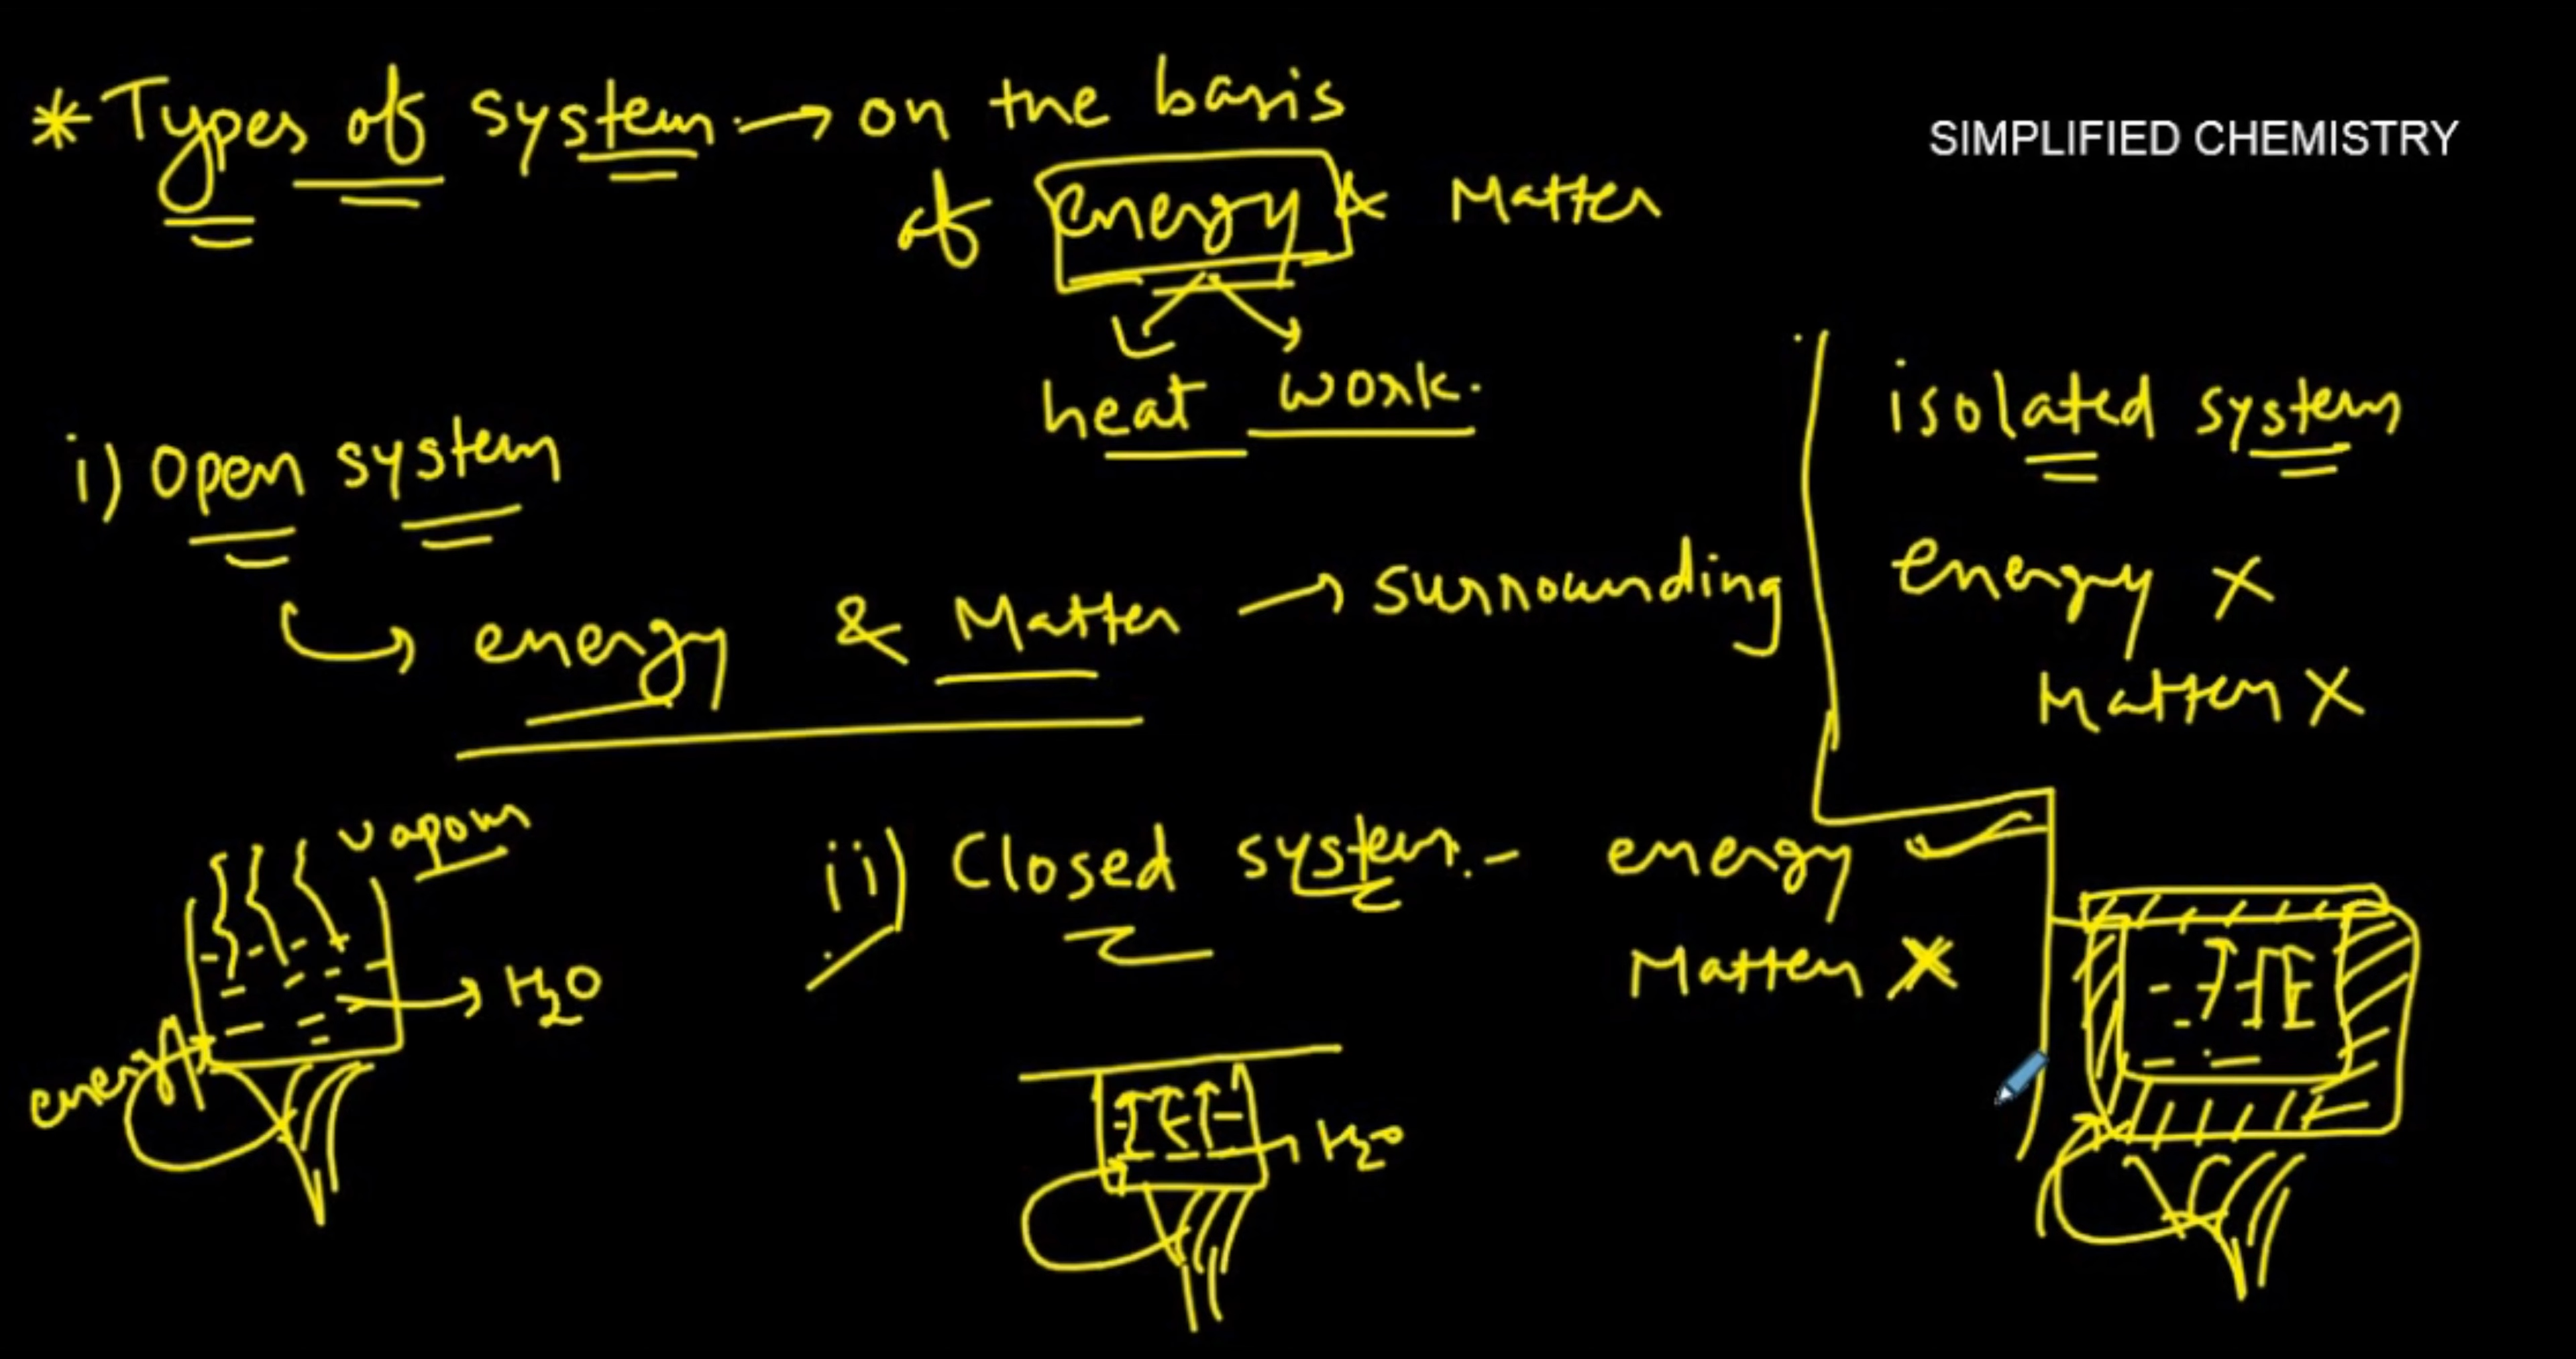 * Types of system → on the basis
of energy & Matter
heat work.
SIMPLIFIED CHEMISTRY
i) Open system
energy & Matter → surrounding
vapour
H2O
energy
ii) Closed system. - energy ✓
Matter X
H2O
isolated system
energy X
Matter X